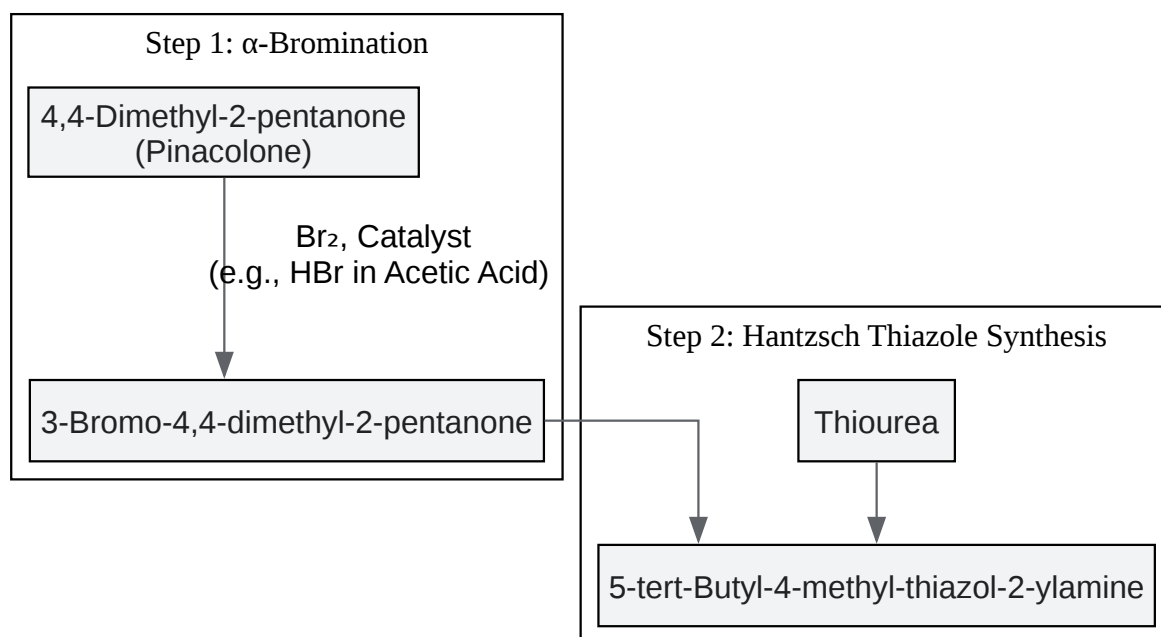 Step 1: α-Bromination
4,4-Dimethyl-2-pentanone
(Pinacolone)
Br₂, Catalyst
(e.g., HBr in Acetic Acid)
3-Bromo-4,4-dimethyl-2-pentanone
Step 2: Hantzsch Thiazole Synthesis
Thiourea
5-tert-Butyl-4-methyl-thiazol-2-ylamine